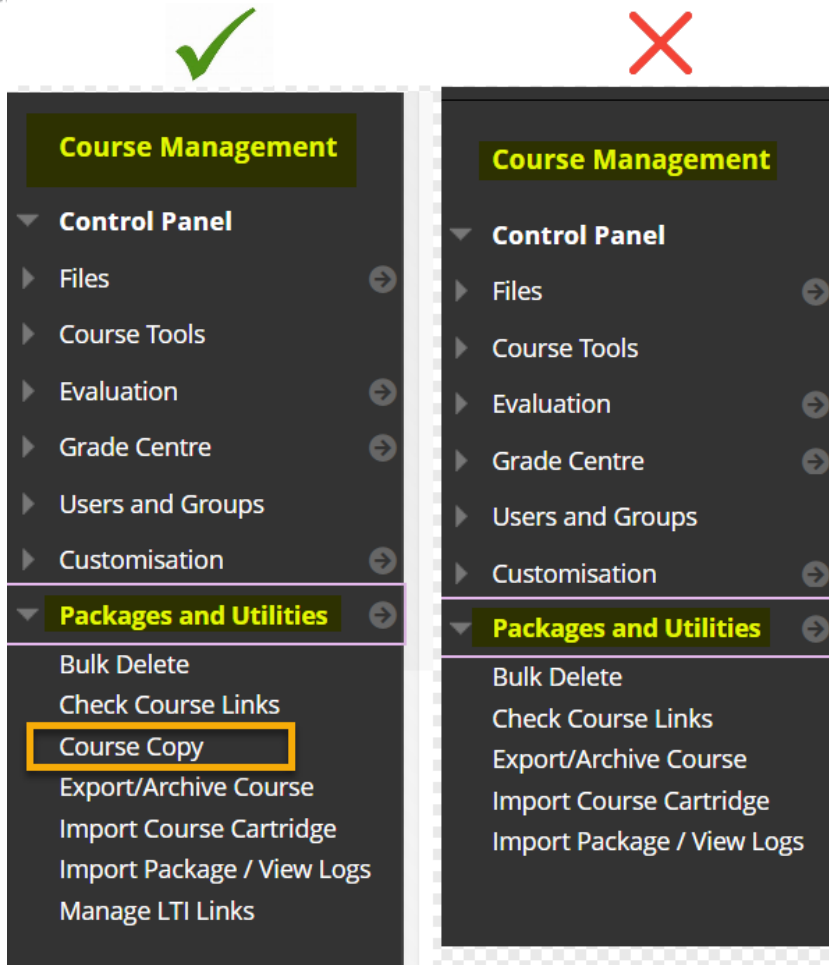 Course Management
Control Panel
Files
Course Tools
Evaluation
Grade Centre
Users and Groups
Customisation
Packages and Utilities
Bulk Delete
Check Course Links
Course Copy
Export/Archive Course
Import Course Cartridge
Import Package / View Logs
Manage LTI Links
Course Management
Control Panel
Files
Course Tools
Evaluation
Grade Centre
Users and Groups
Customisation
Packages and Utilities
Bulk Delete
Check Course Links
Export/Archive Course
Import Course Cartridge
Import Package / View Logs